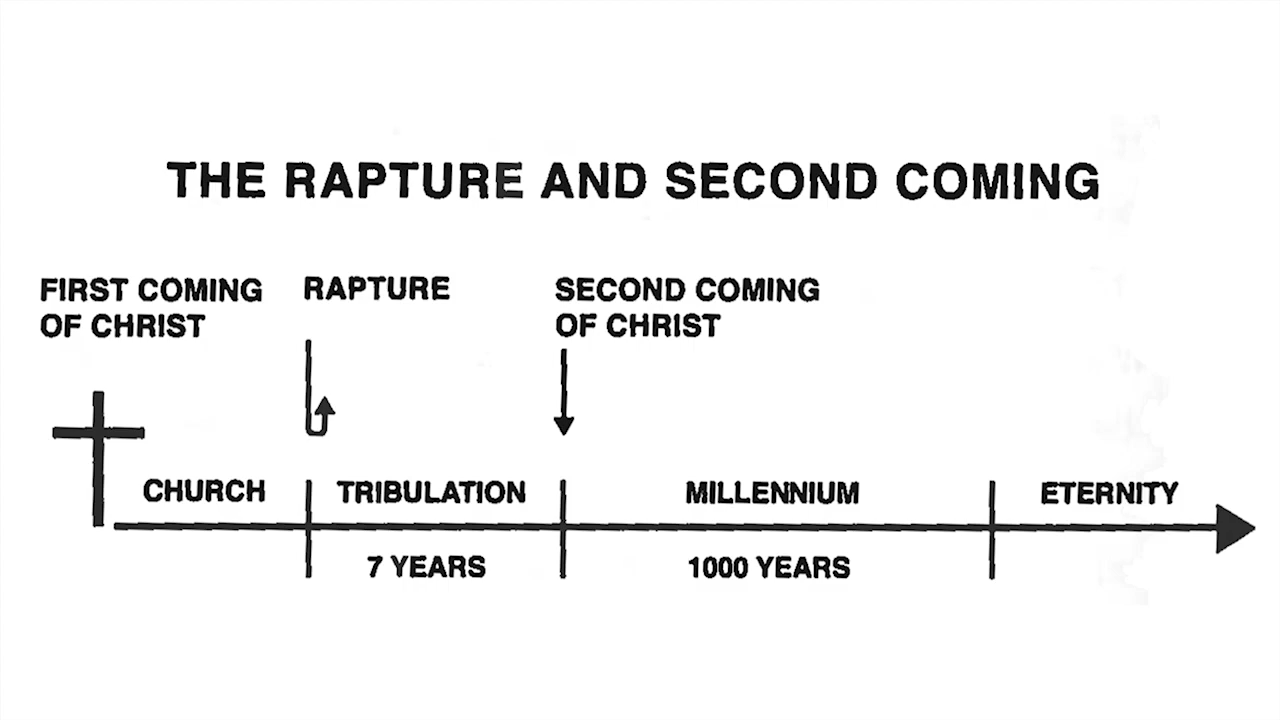 THE RAPTURE AND SECOND COMING
FIRST COMING
OF CHRIST
RAPTURE
SECOND COMING
OF CHRIST
CHURCH
TRIBULATION
MILLENNIUM
ETERNITY
7 YEARS
1000 YEARS